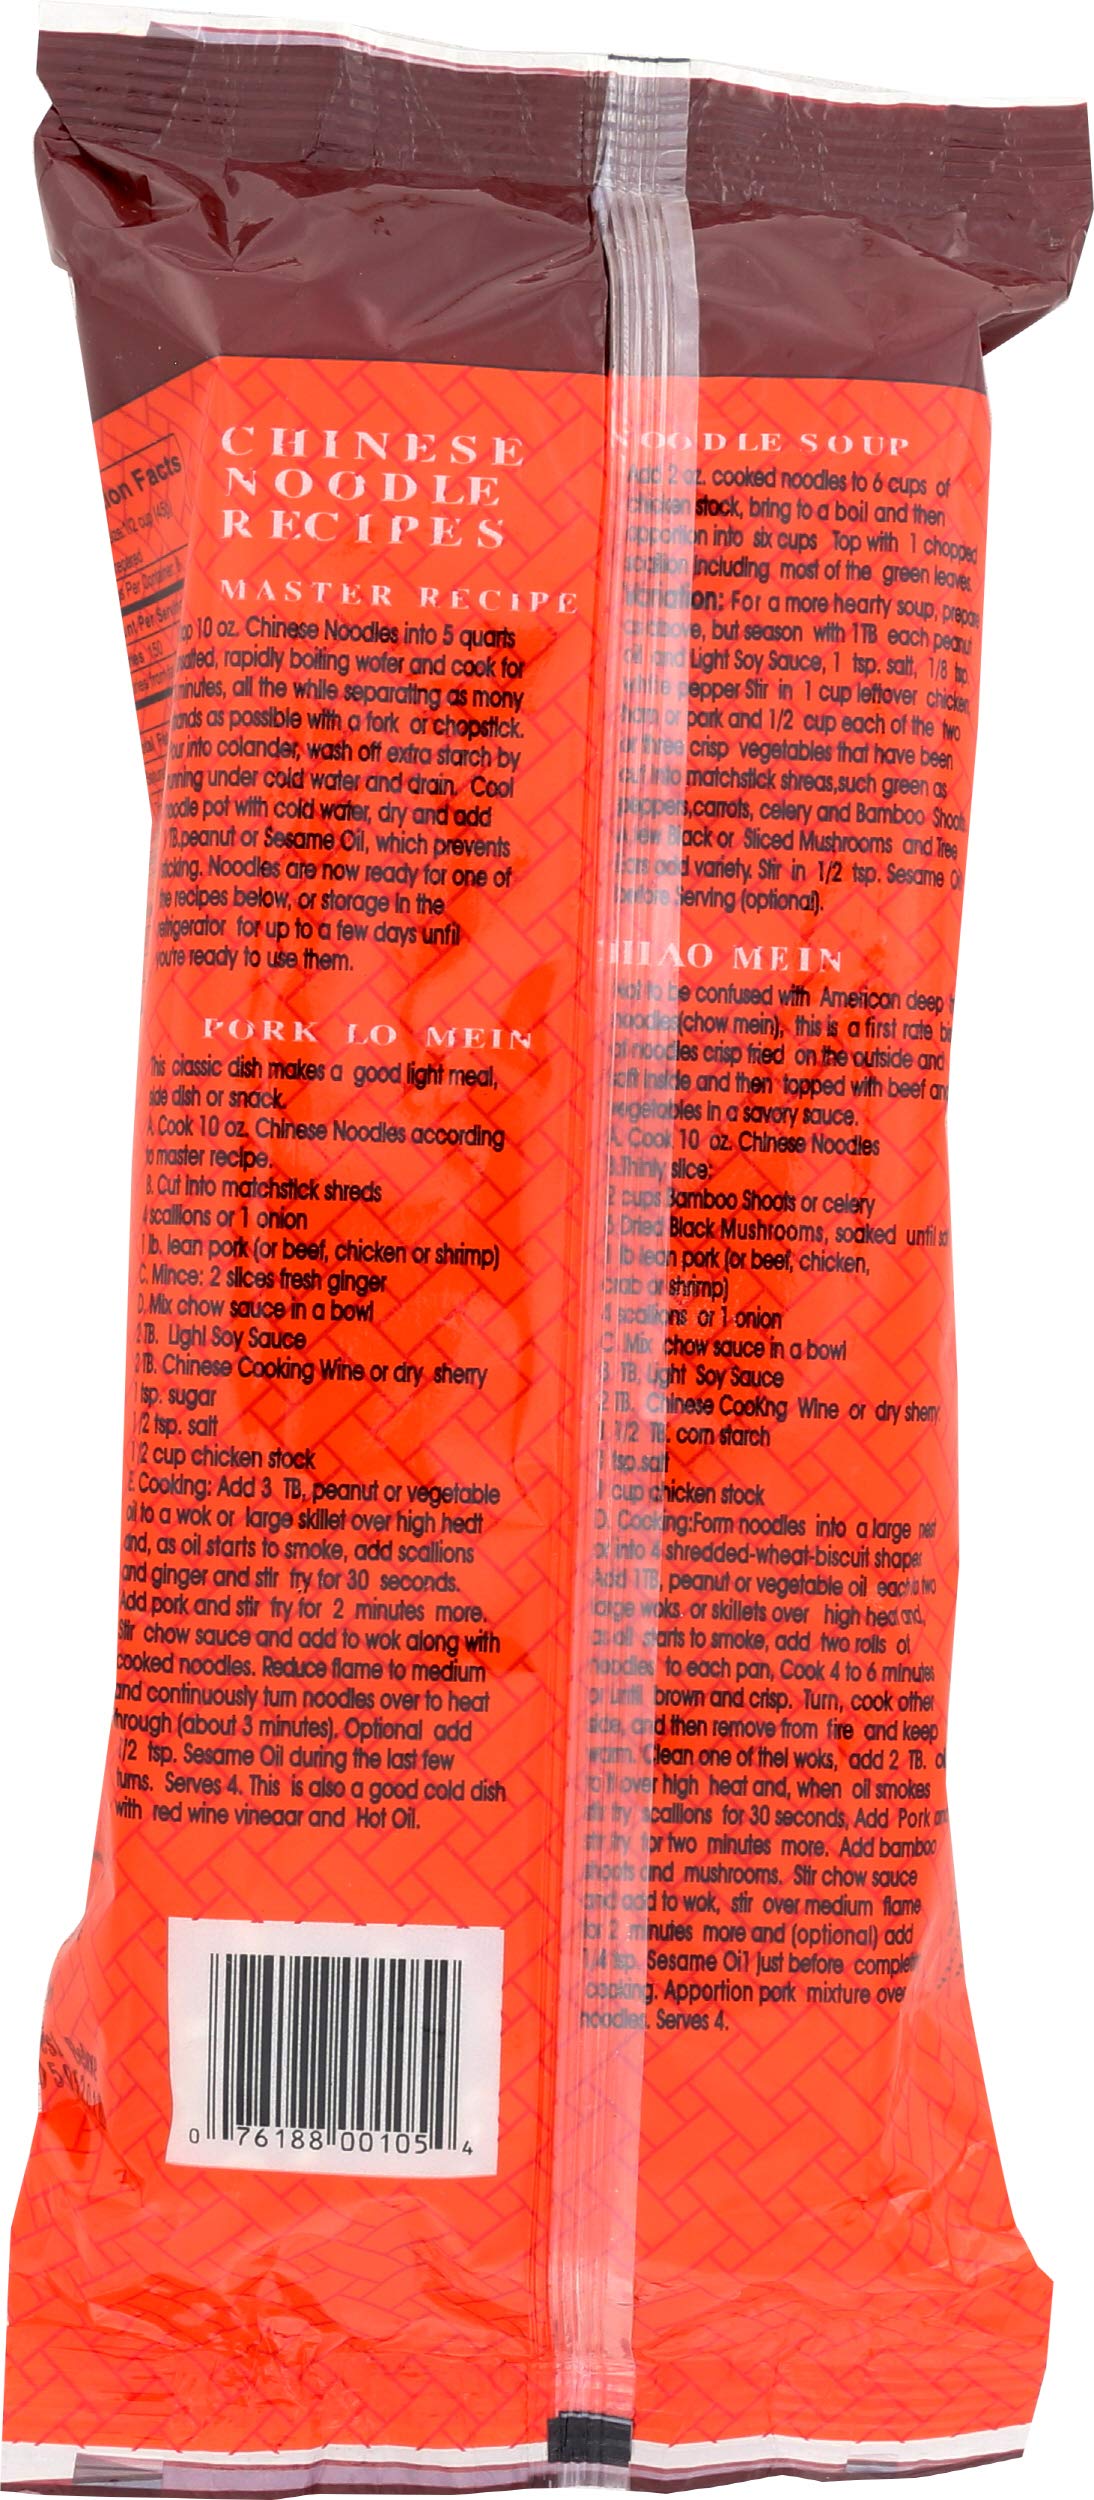 CHINESE
NOODLE
RECIPES
MASTER RECIPE
10 oz. Chinese Noodles into 5 quarts
salted, rapidly boiling wofer and cook for
minutes, all the while separating as mony
as possible with a fork or chopstick.
into colander, wash off extra starch by
under cold water and drain. Cool
pot with cold water, dry and add
TB.peanut or Sesame Oil, which prevents
Noodles are now ready for one of
the recipes below, or storage in the
for up to a few days unfil
you're ready to use them.
PORK LO MEIN
This classic dish makes a good light meal,
side dish or snack.
A. Cook 10 oz. Chinese Noodles according
to master recipe.
B. Cut into matchstick shreds
4 scallions or 1 onion
1 lb. lean pork (or beef, chicken or shrimp)
C. Mince: 2 slices fresh ginger
D. Mix chow sauce in a bowl
2 TB. Lighl Soy Sauce
2 TB. Chinese Cooking Wine or dry sherry
1 tsp. sugar
1/2 tsp. salt
1/2 cup chicken stock
E. Cooking: Add 3 TB, peanut or vegetable
oil to a wok or large skillet over high hedt
and, as oil starts to smoke, add scallions
and ginger and stir fry for 30 seconds.
Add pork and stir fry for 2 minutes more.
Stir chow sauce and add to wok along with
cooked noodles. Reduce flame to medium
and continuously turn noodles over to heat
through (about 3 minutes). Optional add
1/2 tsp. Sesame Oil during the last few
turns. Serves 4. This is also a good cold dish
with red wine vineaar and Hot Oil.
0 76188 00105 4
NOODLE SOUP
Add 2 oz. cooked noodles to 6 cups of
chicken stock, bring to a boil and then
apportion into six cups Top with 1 chopped
scallion including most of the green leaves.
Variation: For a more hearty soup, prepare
as above, but season with 1TB each peanut
oil and Light Soy Sauce, 1 tsp. salt, 1/8 tsp.
white pepper Stir in 1 cup leftover chicken,
ham or park and 1/2 cup each of the two
or three crisp vegetables that have been
cut into matchstick shreas,such green as
peppers,carrots, celery and Bamboo Shoots.
A few Black or Sliced Mushrooms and Tree
Ears add variety. Stir in 1/2 tsp. Sesame
before Serving (optional).
HIAO MEIN
Not to be confused with American deep
noodles(chow mein), this is a first rate
of noodles crisp fried on the outside and
soft inside and then topped with beef and
vegetables in a savory sauce.
A. Cook 10 oz. Chinese Noodles
B.Thinly slice:
2 cups Bamboo Shoots or celery
Dried Black Mushrooms, soaked until
1 lb lean pork (or beef, chicken,
crab or shrimp)
4 scallions or 1 onion
C. Mix chow sauce in a bowl
3 TB, Light Soy Sauce
2 TB. Chinese CooKng Wine or dry sherry
1 1/2 TB. corn starch
tsp.salt
1 cup chicken stock
D. Cooking:Form noodles into a large nest
or into 4 shredded-wheat-biscuit shapes
Add 1TB, peanut or vegetable oil each to two
large woks or skillets over high heat and,
as oil starts to smoke, add two rolls of
noodles to each pan, Cook 4 to 6 minutes
or until brown and crisp. Turn, cook other
side, and then remove from fire and keep
warm. Clean one of thel woks, add 2 TB.
over high heat and, when oil smokes
stir fry scallions for 30 seconds, Add Pork and
stir fry for two minutes more. Add bamboo
shoots and mushrooms. Stir chow sauce
and add to wok, stir over medium flame
for 2 minutes more and (optional) add
1/4 tsp. Sesame Oil just before
cooking. Apportion pork mixture over
noodles. Serves 4.